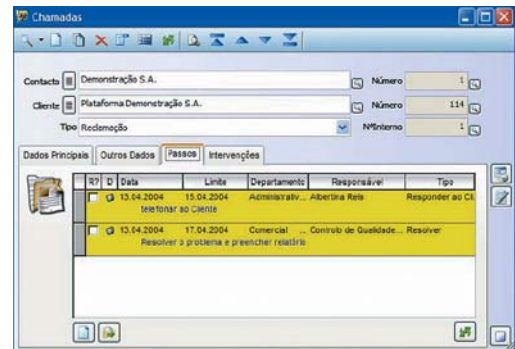 Chamadas
Contacto Demonstração S.A. Número 1
Cliente Plataforma Demonstração S.A. Número 114
Tipo Reclamação NºInterno 1
Dados Principais Outros Dados Passos Intervenções
R? D Data Limite Departamento Responsável Tipo
13.04.2004 15.04.2004 Administrativ... Albertina Reis Responder ao Cli
telefonar ao Cliente
13.04.2004 17.04.2004 Comercial ... Controlo de Qualidade... Resolver
Resolver o problema e preencher relatório